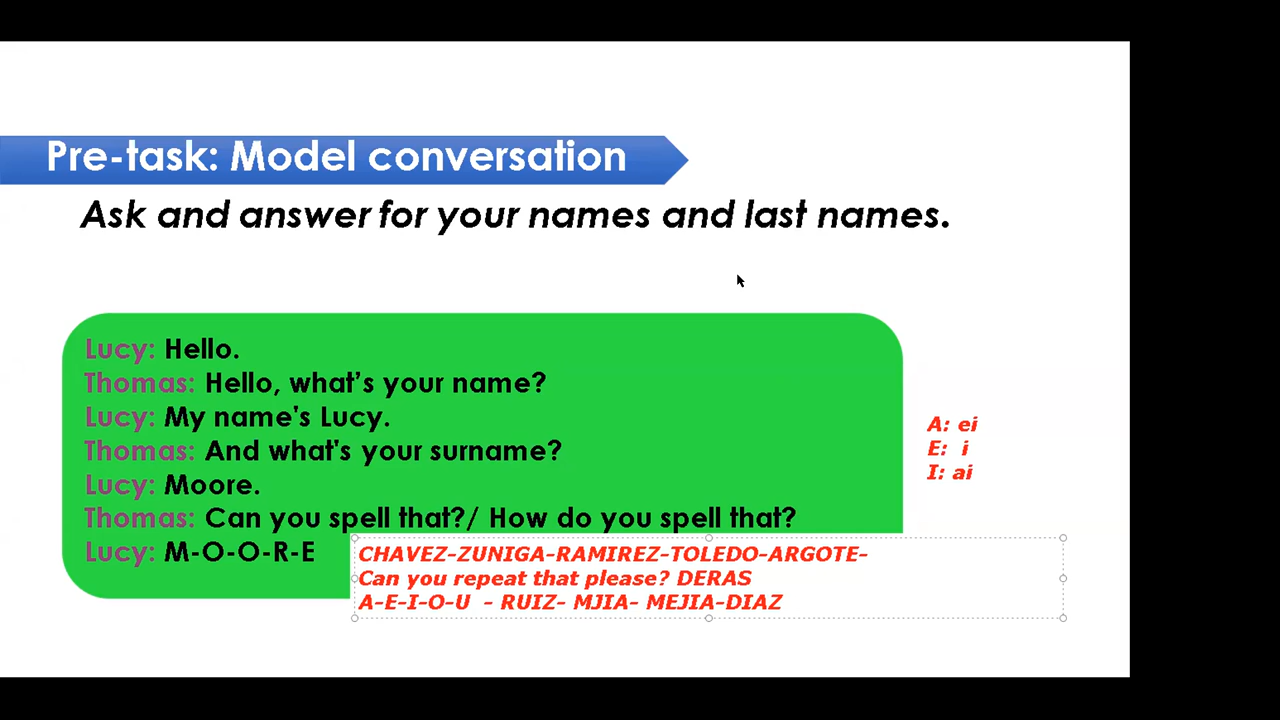 Pre-task: Model conversation
Ask and answer for your names and last names.
Lucy: Hello.
Thomas: Hello, what’s your name?
Lucy: My name's Lucy.
Thomas: And what's your surname?
Lucy: Moore.
Thomas: Can you spell that?/ How do you spell that?
Lucy: M-O-O-R-E
CHAVEZ-ZUNIGA-RAMIREZ-TOLEDO-ARGOTE-
Can you repeat that please? DERAS
A-E-I-O-U - RUIZ- MJIA- MEJIA-DIAZ
A: ei
E: i
I: ai